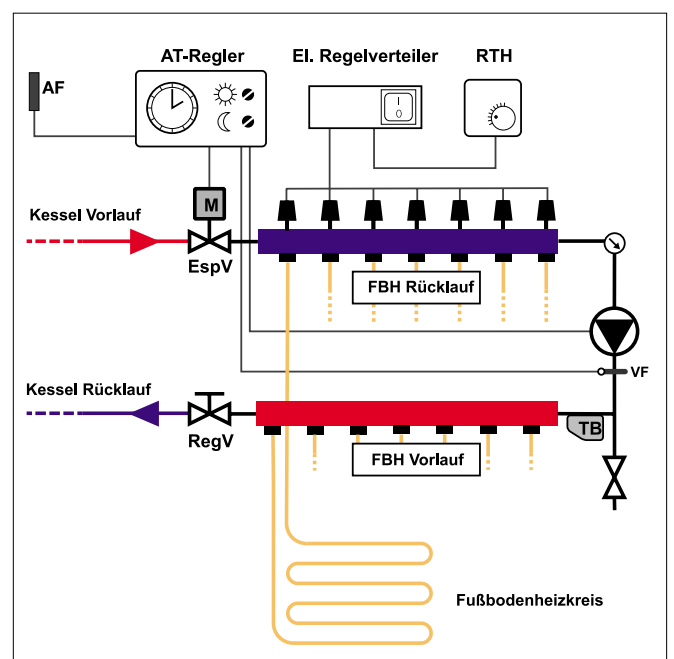 AT-Regler
El. Regelverteiler
RTH
AF
M
I
0
Kessel Vorlauf
EspV
FBH Rücklauf
VF
Kessel Rücklauf
RegV
FBH Vorlauf
TB
Fußbodenheizkreis